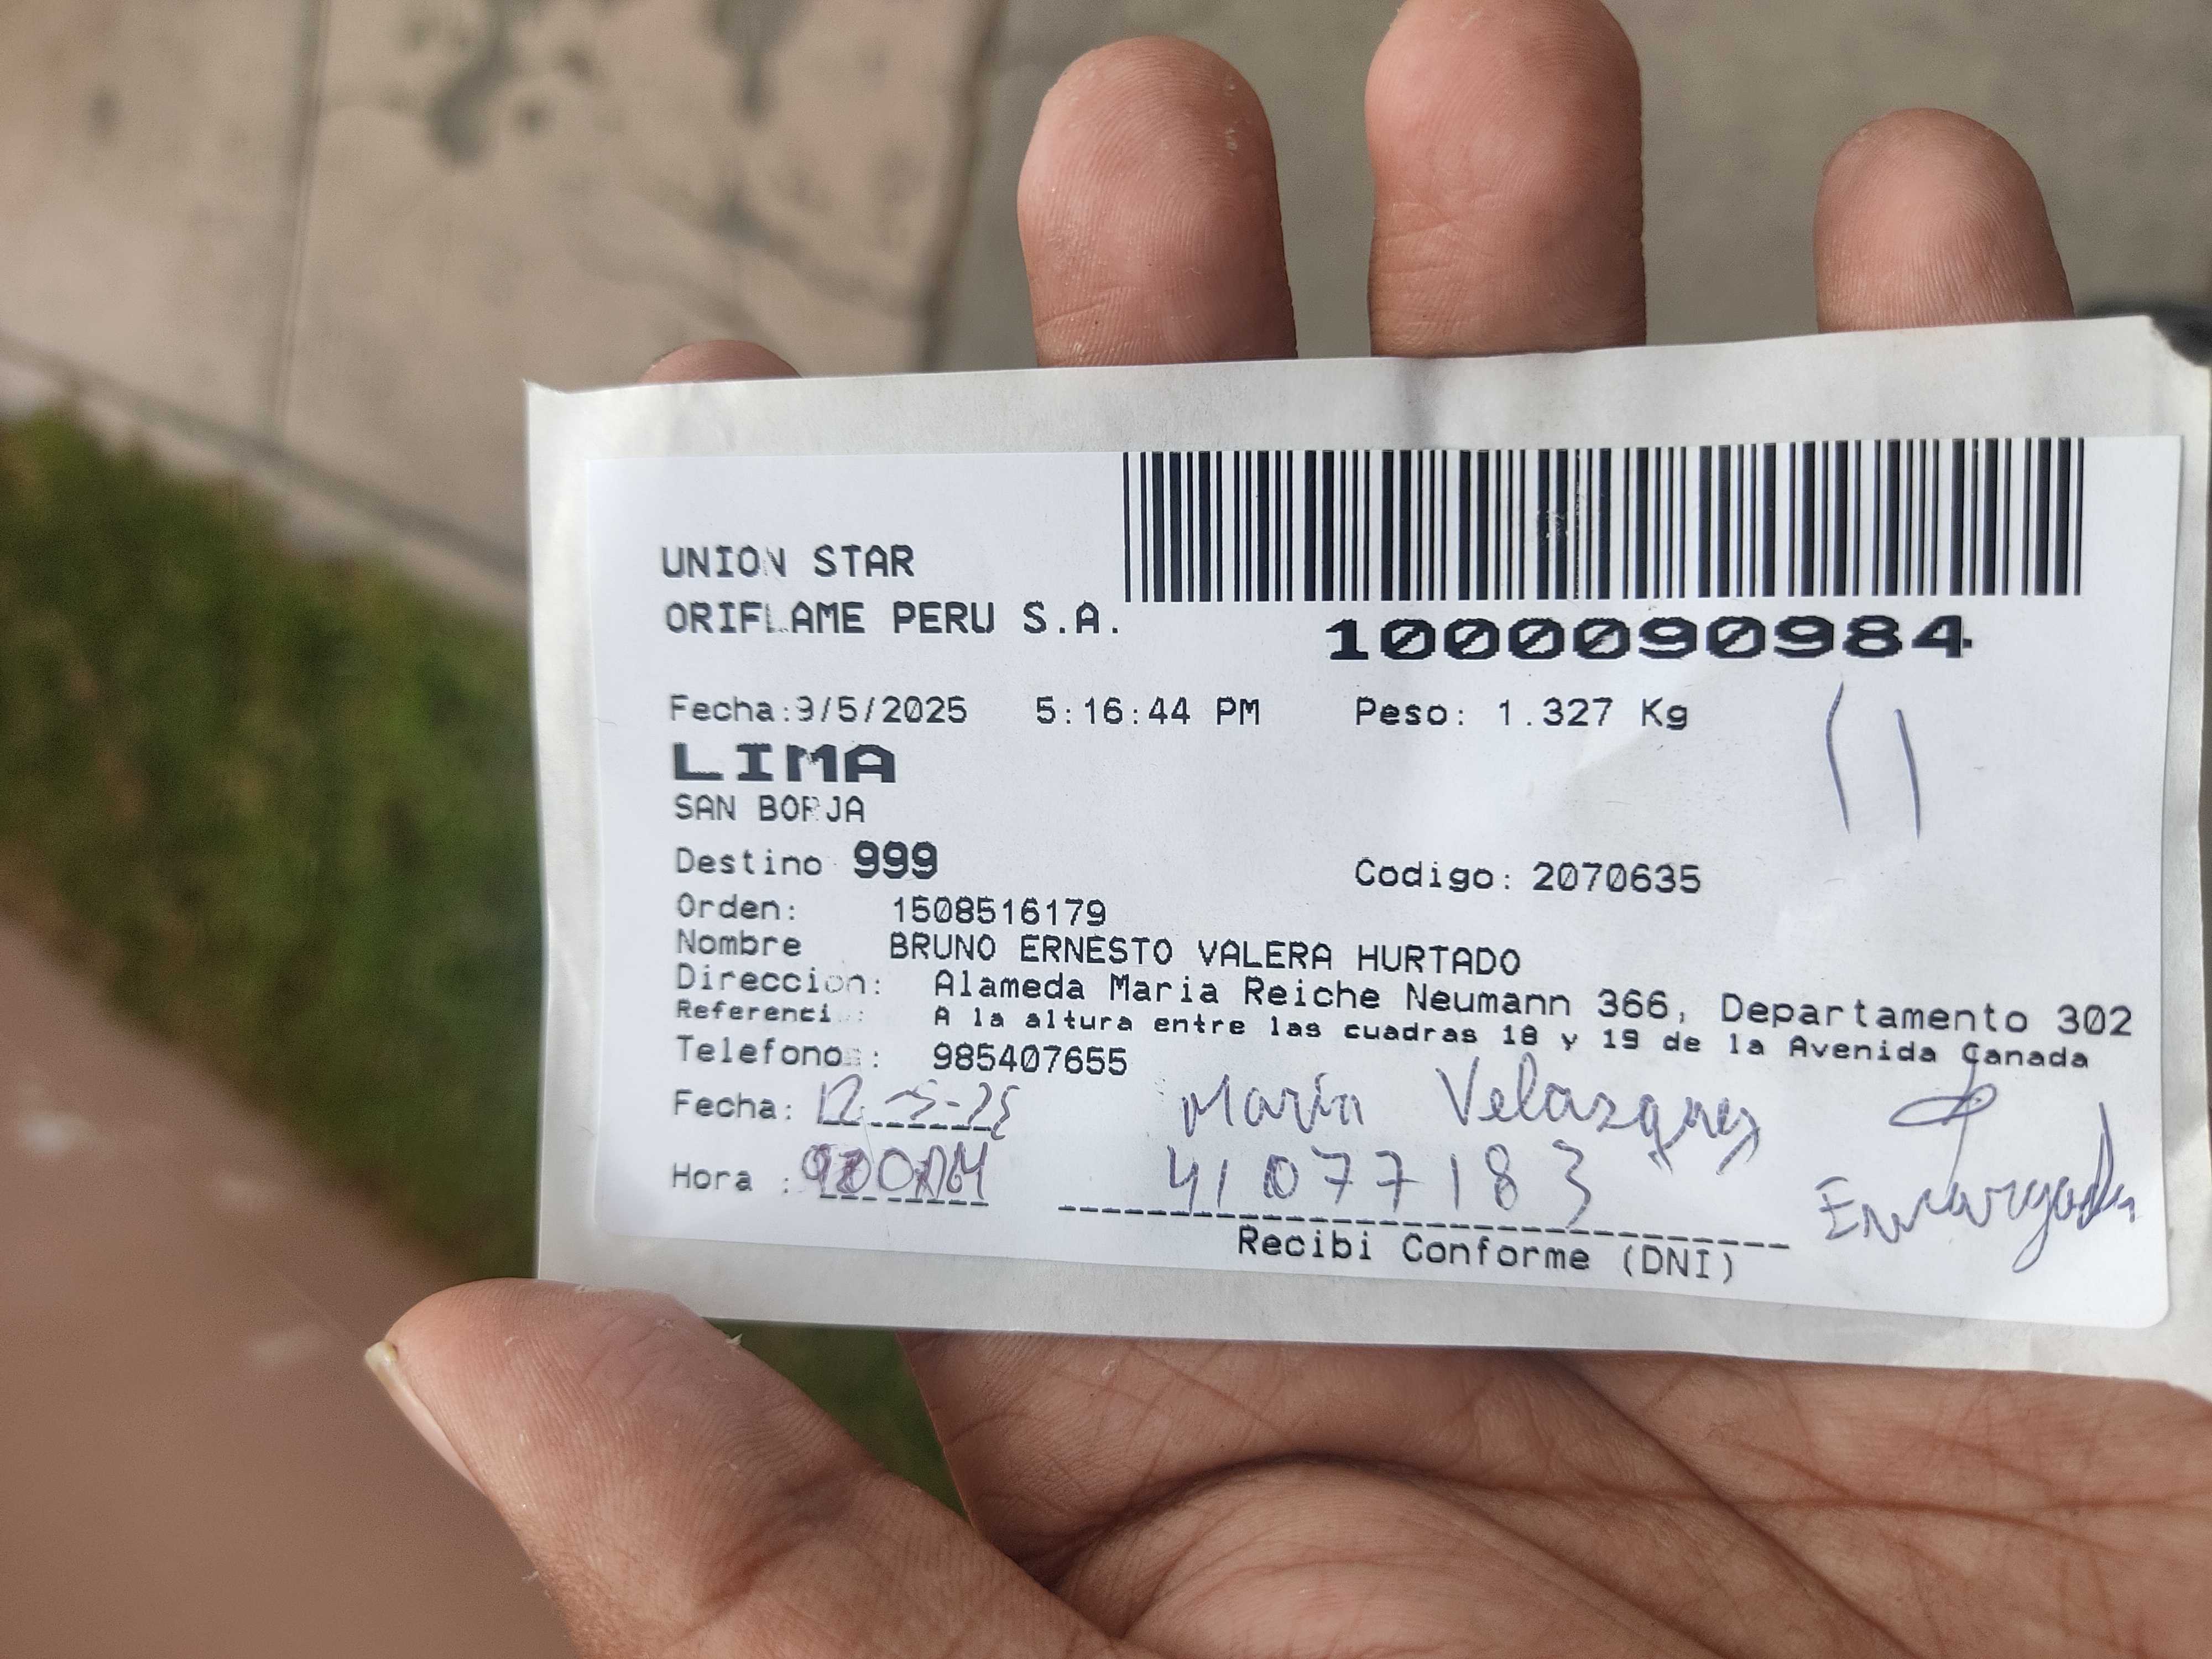 UNION STAR
ORIFLAME PERU S.A.
1000090984
Fecha:9/5/2025 5:16:44 PM Peso: 1.327 Kg
LIMA
SAN BORJA
Destino 999 Codigo: 2070635
Orden: 1508516179
Nombre BRUNO ERNESTO VALERA HURTADO
Direccion: Alameda Maria Reiche Neumann 366, Departamento 302
Referenci : A la altura entre las cuadras 18 y 19 de la Avenida Canada
Telefono : 985407655
Fecha: 12-5-25 María Velazquez
Hora : 41077183 Encargada
Recibi Conforme (DNI)